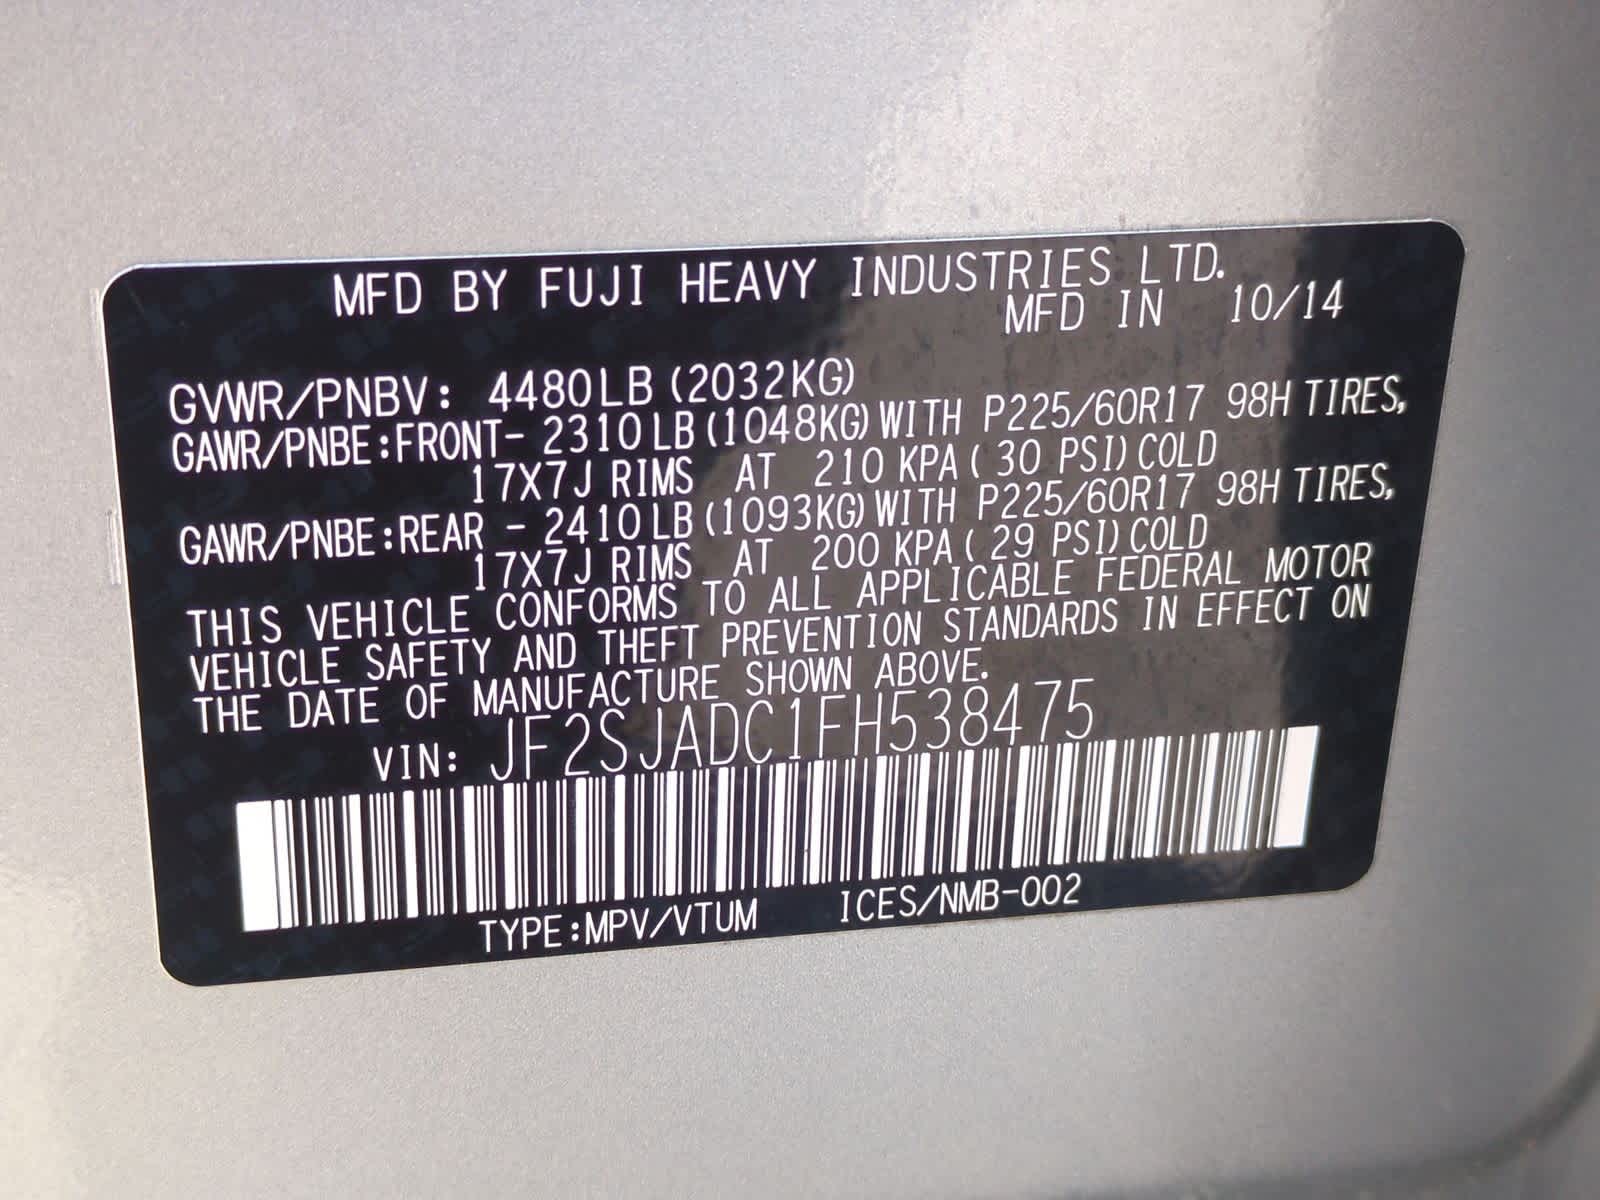 MFD BY FUJI HEAVY INDUSTRIES LTD.
MFD IN 10/14
GVWR/PNBV: 4480LB (2032KG)
GAWR/PNBE:FRONT- 2310LB (1048KG) WITH P225/60R17 98H TIRES,
17X7J RIMS AT 210 KPA ( 30 PSI) COLD
GAWR/PNBE:REAR - 2410LB (1093KG) WITH P225/60R17 98H TIRES,
17X7J RIMS AT 200 KPA ( 29 PSI) COLD
THIS VEHICLE CONFORMS TO ALL APPLICABLE FEDERAL MOTOR
VEHICLE SAFETY AND THEFT PREVENTION STANDARDS IN EFFECT ON
THE DATE OF MANUFACTURE SHOWN ABOVE.
VIN: JF2SJADC1FH538475
TYPE:MPV/VTUM ICES/NMB-002